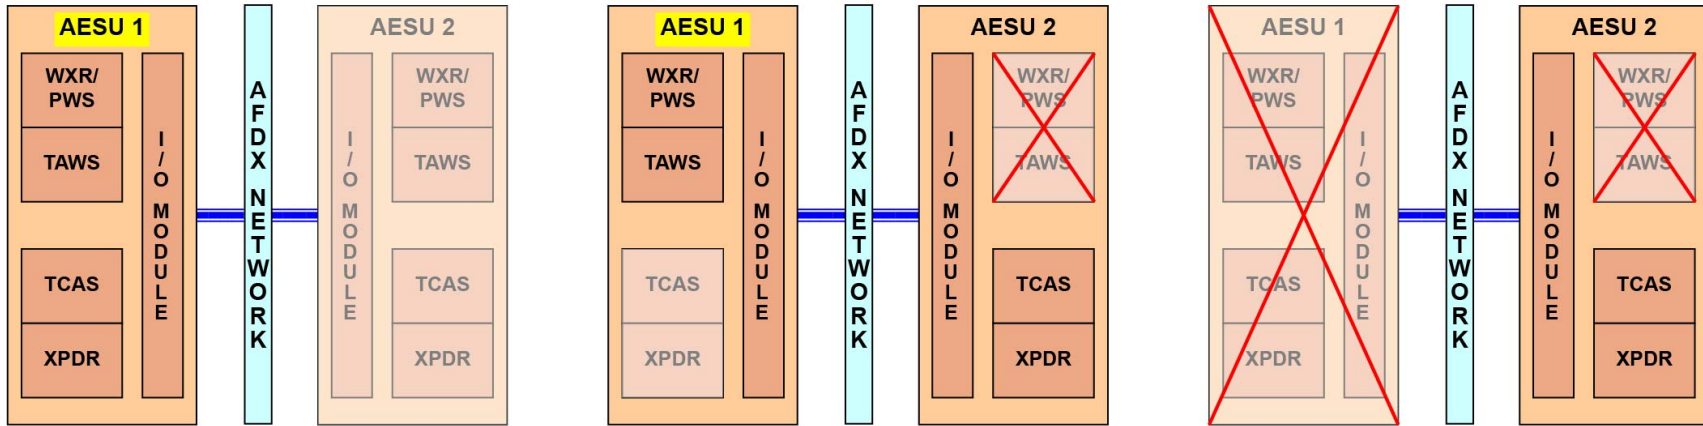 AESU 1
WXR/
PWS
TAWS
TCAS
XPDR
I/O MODULE
AFDX NETWORK
AESU 2
I/O MODULE
WXR/
PWS
TAWS
TCAS
XPDR
AESU 1
WXR/
PWS
TAWS
TCAS
XPDR
I/O MODULE
AFDX NETWORK
AESU 2
I/O MODULE
WXR/
PWS
TAWS
TCAS
XPDR
AESU 1
WXR/
PWS
TAWS
TCAS
XPDR
I/O MODULE
AFDX NETWORK
AESU 2
I/O MODULE
WXR/
PWS
TAWS
TCAS
XPDR